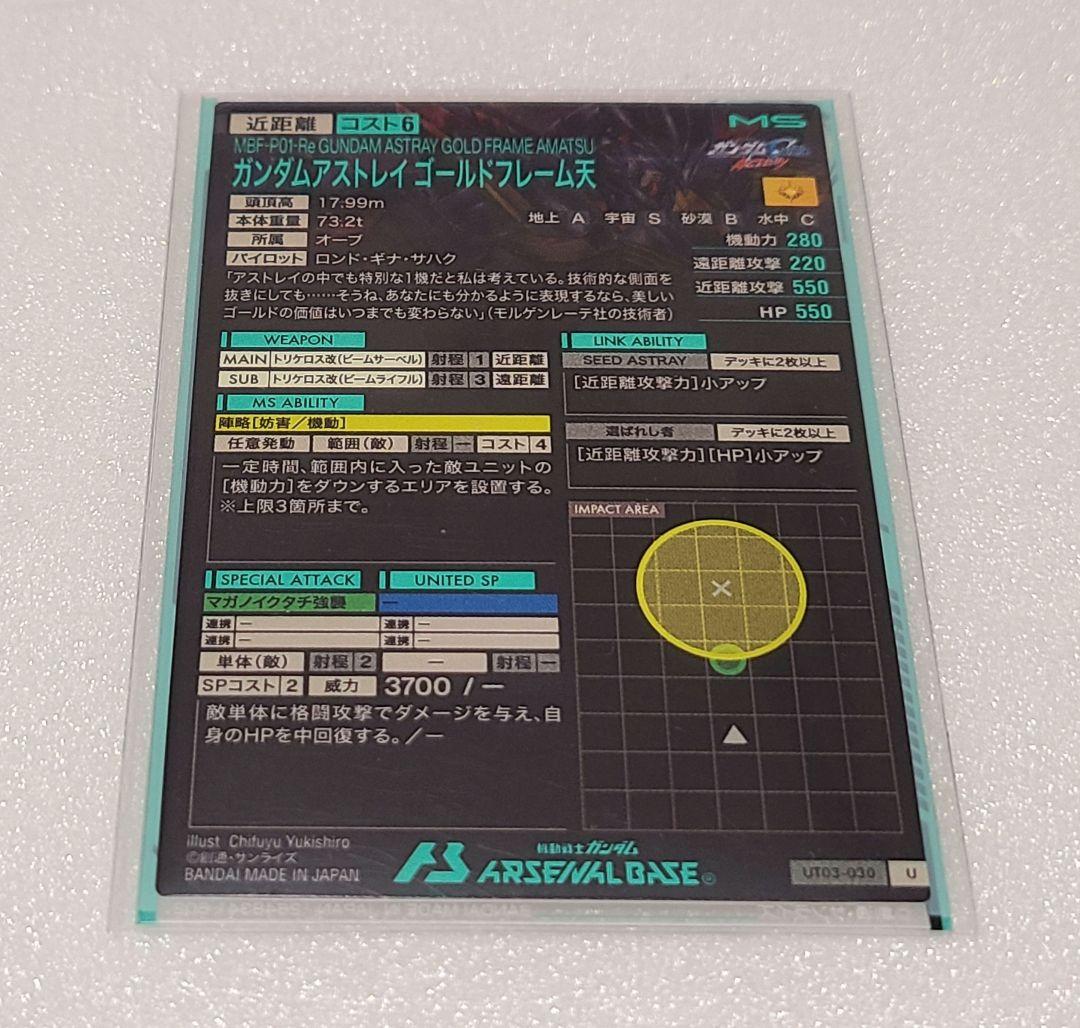 近距離 コスト6 MS
MBF-P01-Re GUNDAM ASTRAY GOLD FRAME AMATSU
ガンダムアストレイ ゴールドフレーム天
頭頂高 17.99m
本体重量 73.2t
所属 オーブ
パイロット ロンド・ギナ・サハク
地上 A 宇宙 S 砂漠 B 水中 C
機動力 280
遠距離攻撃 220
近距離攻撃 550
HP 550
「アストレイの中でも特別な1機だと私は考えている。技術的な側面を
抜きにしても……そうね、あなたにも分かるように表現するなら、美しい
ゴールドの価値はいつまでも変わらない」(モルゲンレーテ社の技術者)
WEAPON
MAIN トリケロス改(ビームサーベル) 射程 1 近距離
SUB トリケロス改(ビームライフル) 射程 3 遠距離
MS ABILITY
陣略[妨害/機動]
任意発動 範囲(敵) 射程 — コスト 4
一定時間、範囲内に入った敵ユニットの
[機動力]をダウンするエリアを設置する。
※上限3箇所まで。
LINK ABILITY
SEED ASTRAY デッキに2枚以上
[近距離攻撃力]小アップ
選ばれし者 デッキに2枚以上
[近距離攻撃力][HP]小アップ
IMPACT AREA
SPECIAL ATTACK UNITED SP
マガノイクタチ強襲 —
連携 — 連携 —
連携 — 連携 —
単体(敵) 射程 2 — 射程 —
SPコスト 2 威力 3700 / —
敵単体に格闘攻撃でダメージを与え、自
身のHPを中回復する。/—
illust Chifuyu Yukishiro
©創通・サンライズ
BANDAI MADE IN JAPAN
機動戦士ガンダム
AB ARSENAL BASE
UT03-030 U